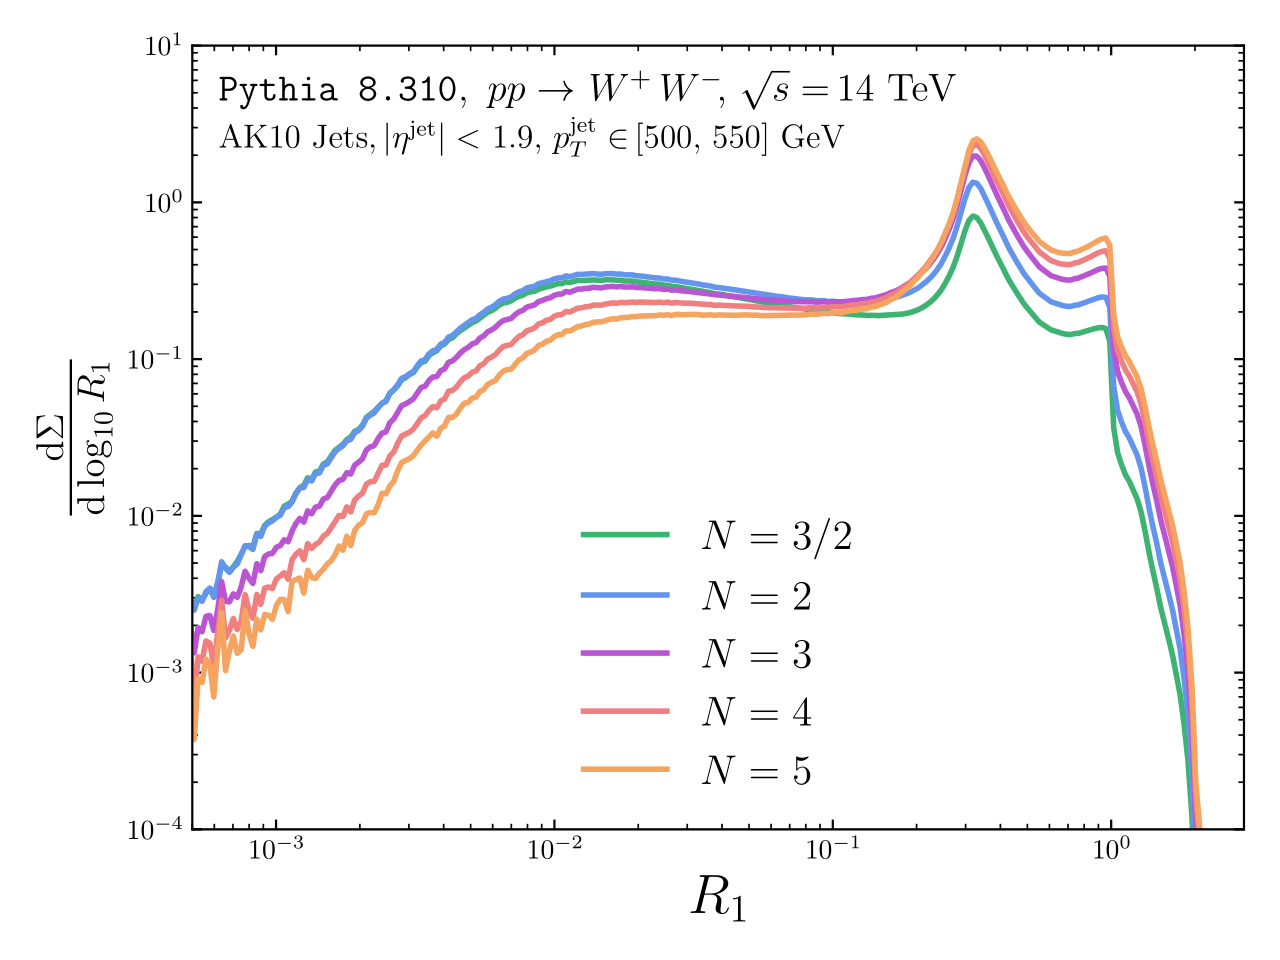 Pythia 8.310, pp → W⁺ W⁻, √s = 14 TeV
AK10 Jets, |η^jet| < 1.9, p_T^jet ∈ [500, 550] GeV
10¹
10⁰
10⁻¹
10⁻²
10⁻³
10⁻⁴
dΣ
d log₁₀ R₁
N = 3/2
N = 2
N = 3
N = 4
N = 5
10⁻³ 10⁻² 10⁻¹ 10⁰
R₁